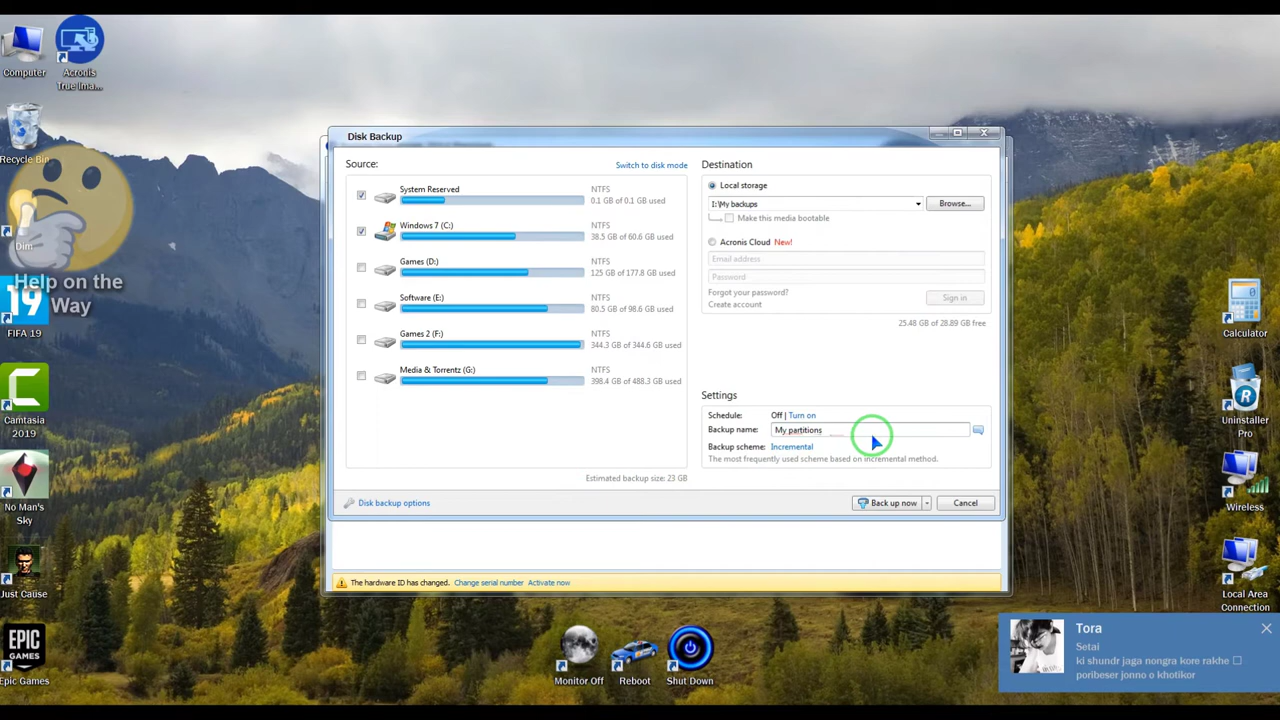 Computer
Acronis
True Ima...
Recycle Bin
Dim
Help on the
Way
19
FIFA 19
Camtasia
2019
No Man's
Sky
Just Cause
EPIC
GAMES
Epic Games
Disk Backup
Source:
Switch to disk mode
System Reserved
NTFS
0.1 GB of 0.1 GB used
Windows 7 (C:)
NTFS
38.5 GB of 60.6 GB used
Games (D:)
NTFS
125 GB of 177.8 GB used
Software (E:)
NTFS
80.5 GB of 98.6 GB used
Games 2 (F:)
NTFS
344.3 GB of 344.6 GB used
Media & Torrentz (G:)
NTFS
398.4 GB of 488.3 GB used
Estimated backup size: 23 GB
Disk backup options
Destination
Local storage
I:\My backups
Browse...
Make this media bootable
Acronis Cloud New!
Email address
Password
Forgot your password?
Create account
Sign in
25.48 GB of 28.89 GB free
Settings
Schedule: Off | Turn on
Backup name: My partitions
Backup scheme: Incremental
The most frequently used scheme based on incremental method.
Back up now
Cancel
The hardware ID has changed. Change serial number Activate now
Monitor Off
Reboot
Shut Down
Calculator
Uninstaller
Pro
Wireless
Local Area
Connection
Tora
Setai
ki shundr jaga nongra kore rakhe
poribeser jonno o khotikor